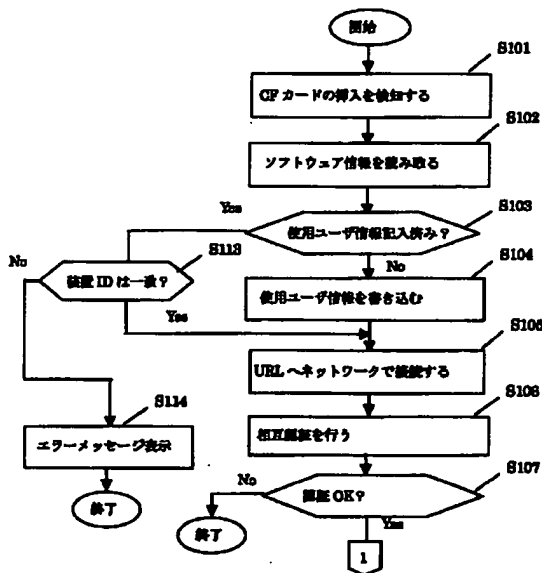 開始
S101
CFカードの挿入を検知する
S102
ソフトウェア情報を読み取る
S103
Yes
使用ユーザ情報記入済み？
S113
No
装置IDは一致？
No
S104
使用ユーザ情報を書き込む
Yes
S105
URLへネットワークで接続する
S106
S114
エラーメッセージ表示
相互認証を行う
S107
No
認証OK？
終了
終了
Yes
1